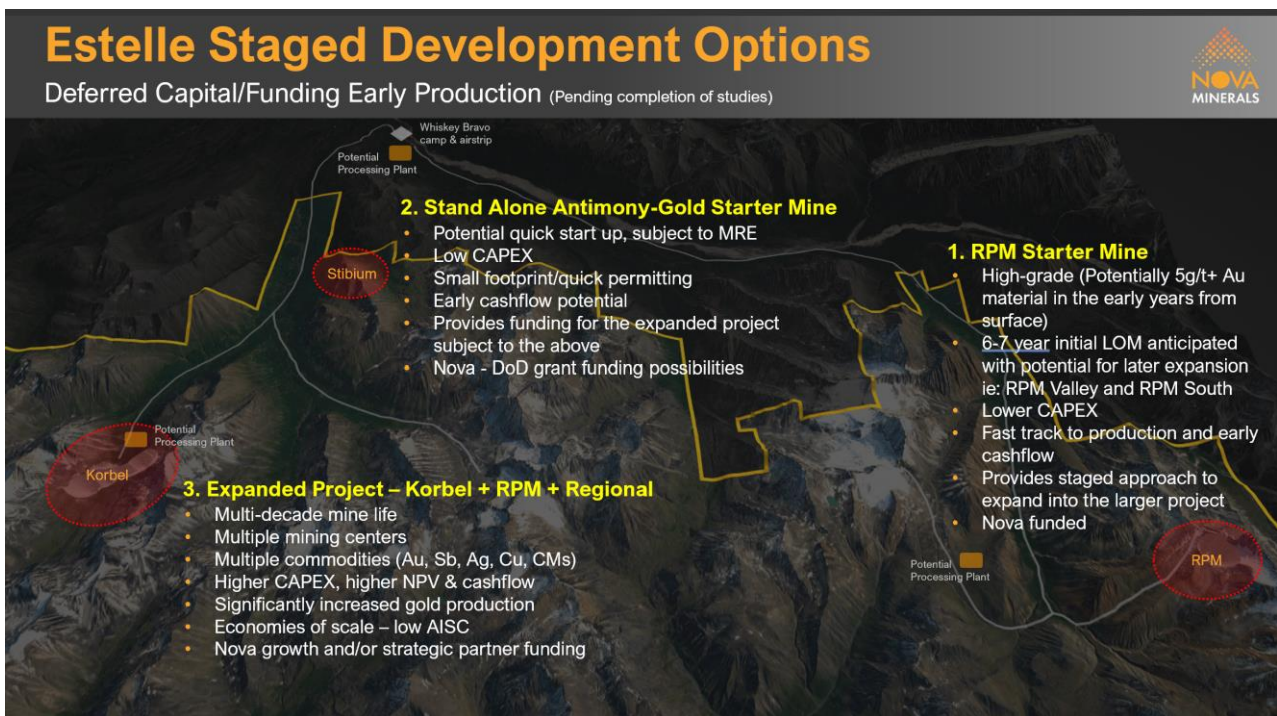 Estelle Staged Development Options
Deferred Capital/Funding Early Production (Pending completion of studies)
NOVA
MINERALS
Whiskey Bravo
camp & airstrip
Potential
Processing Plant
2. Stand Alone Antimony-Gold Starter Mine
• Potential quick start up, subject to MRE
• Low CAPEX
• Small footprint/quick permitting
• Early cashflow potential
• Provides funding for the expanded project
subject to the above
• Nova - DoD grant funding possibilities
Stibium
1. RPM Starter Mine
• High-grade (Potentially 5g/t+ Au
material in the early years from
surface)
• 6-7 year initial LOM anticipated
with potential for later expansion
ie: RPM Valley and RPM South
• Lower CAPEX
• Fast track to production and early
cashflow
• Provides staged approach to
expand into the larger project
• Nova funded
Potential
Processing Plant
Korbel
3. Expanded Project – Korbel + RPM + Regional
• Multi-decade mine life
• Multiple mining centers
• Multiple commodities (Au, Sb, Ag, Cu, CMs)
• Higher CAPEX, higher NPV & cashflow
• Significantly increased gold production
• Economies of scale – low AISC
• Nova growth and/or strategic partner funding
Potential
Processing Plant
RPM